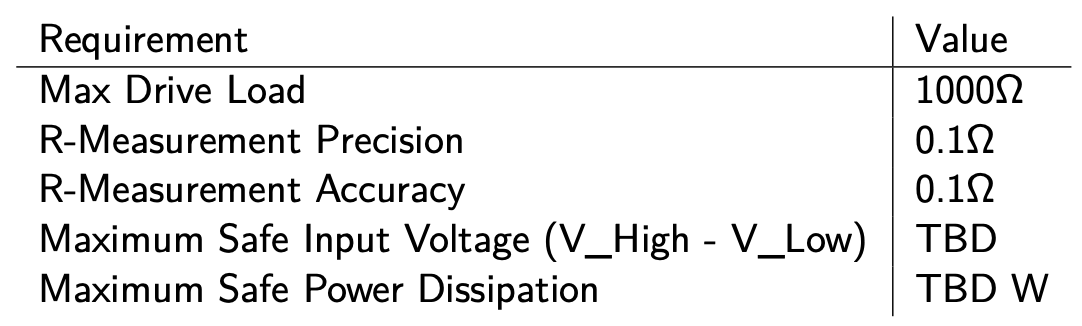 Requirement Value
Max Drive Load 1000Ω
R-Measurement Precision 0.1Ω
R-Measurement Accuracy 0.1Ω
Maximum Safe Input Voltage (V_High - V_Low) TBD
Maximum Safe Power Dissipation TBD W